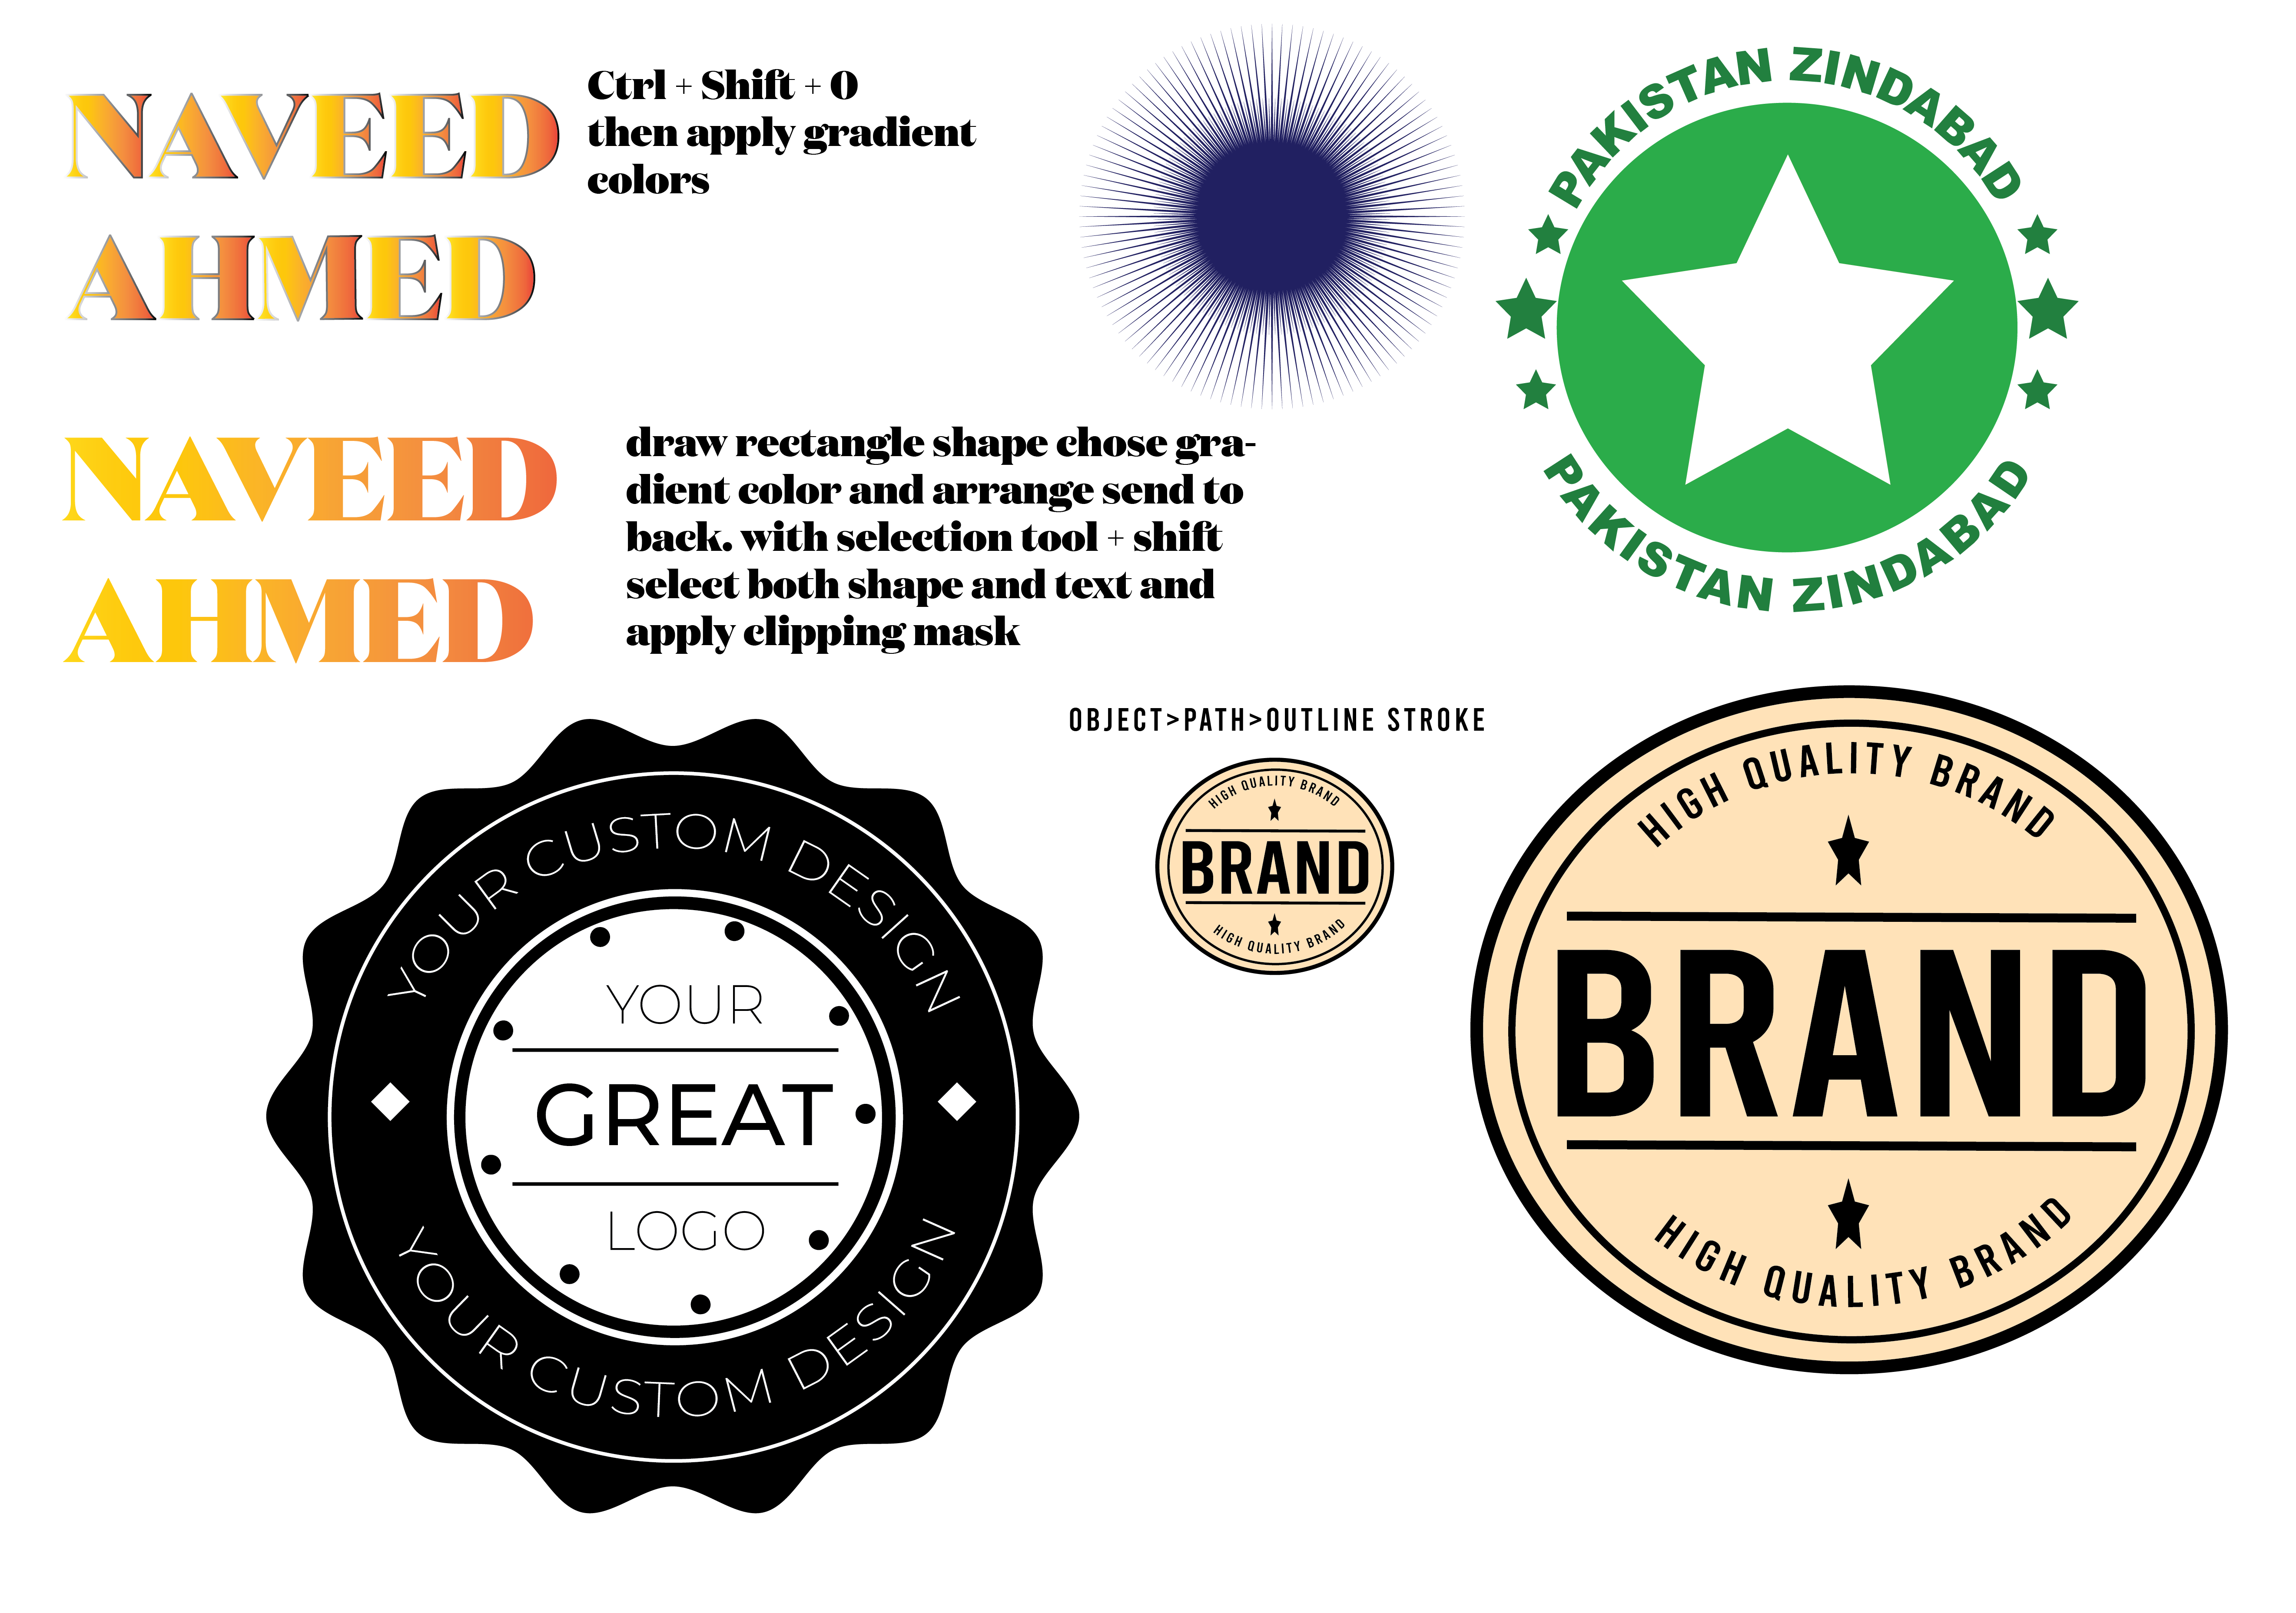 NAVEED
AHMED
Ctrl + Shift + O
then apply gradient
colors
PAKISTAN ZINDABAD
PAKISTAN ZINDABAD
NAVEED
AHMED
draw rectangle shape chose gra-
dient color and arrange send to
back. with selection tool + shift
select both shape and text and
apply clipping mask
OBJECT>PATH>OUTLINE STROKE
YOUR CUSTOM DESIGN
YOUR
GREAT
LOGO
YOUR CUSTOM DESIGN
HIGH QUALITY BRAND
BRAND
HIGH QUALITY BRAND
HIGH QUALITY BRAND
BRAND
HIGH QUALITY BRAND